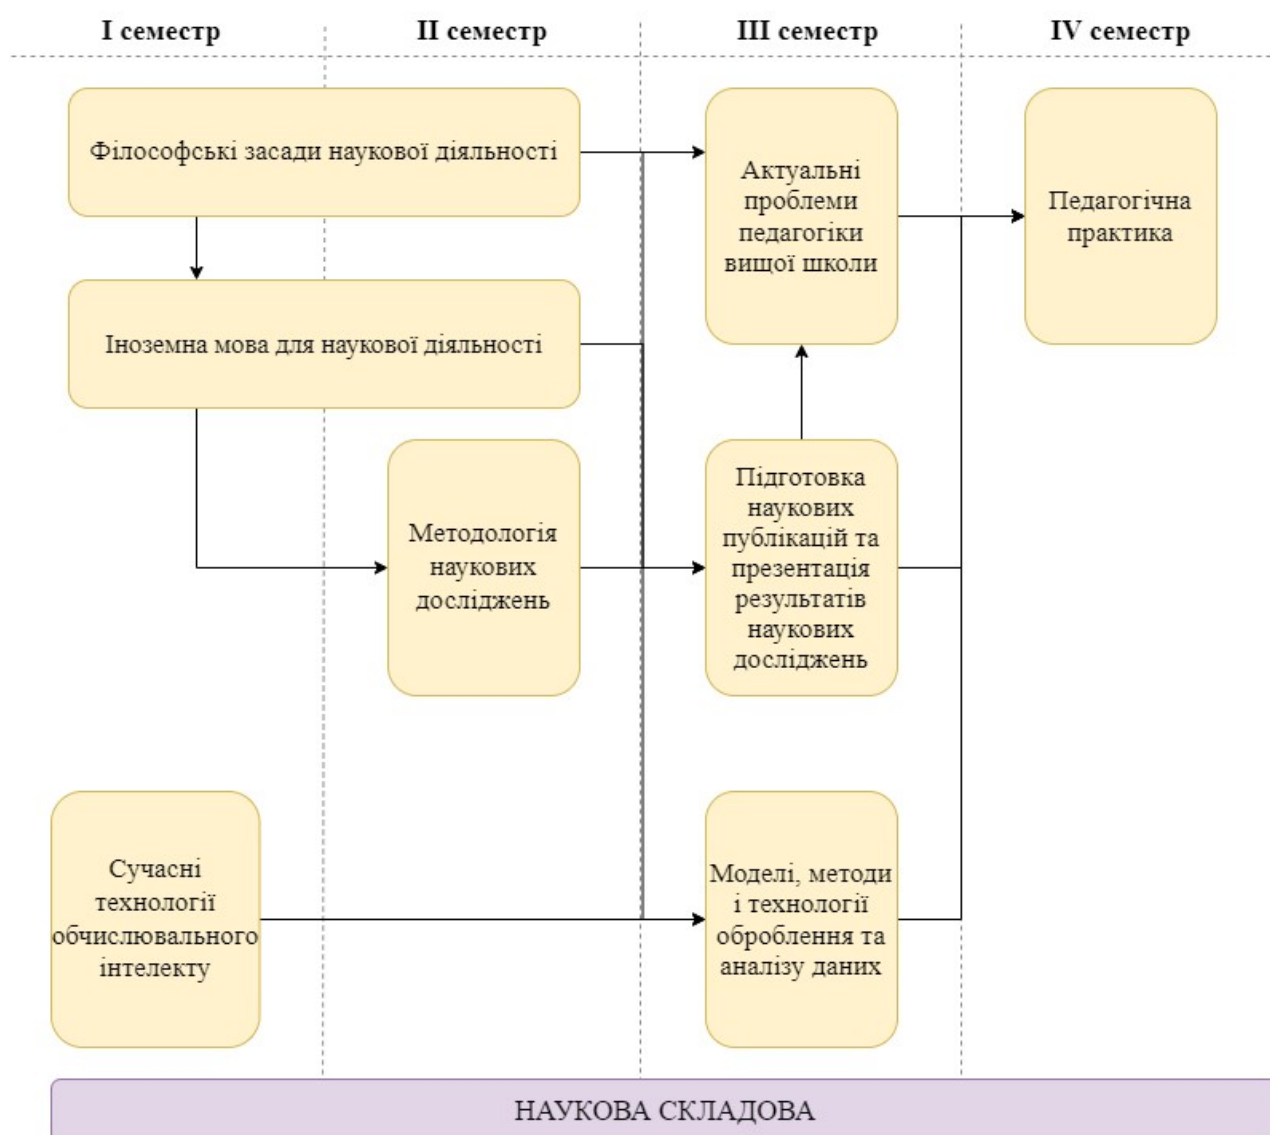 I семестр
II семестр
III семестр
IV семестр
Філософські засади наукової діяльності
Актуальні
проблеми
педагогіки
вищої школи
Педагогічна
практика
Іноземна мова для наукової діяльності
Методологія
наукових
досліджень
Підготовка
наукових
публікацій та
презентація
результатів
наукових
досліджень
Сучасні
технології
обчислювального
інтелекту
Моделі, методи
і технології
оброблення та
аналізу даних
НАУКОВА СКЛАДОВА